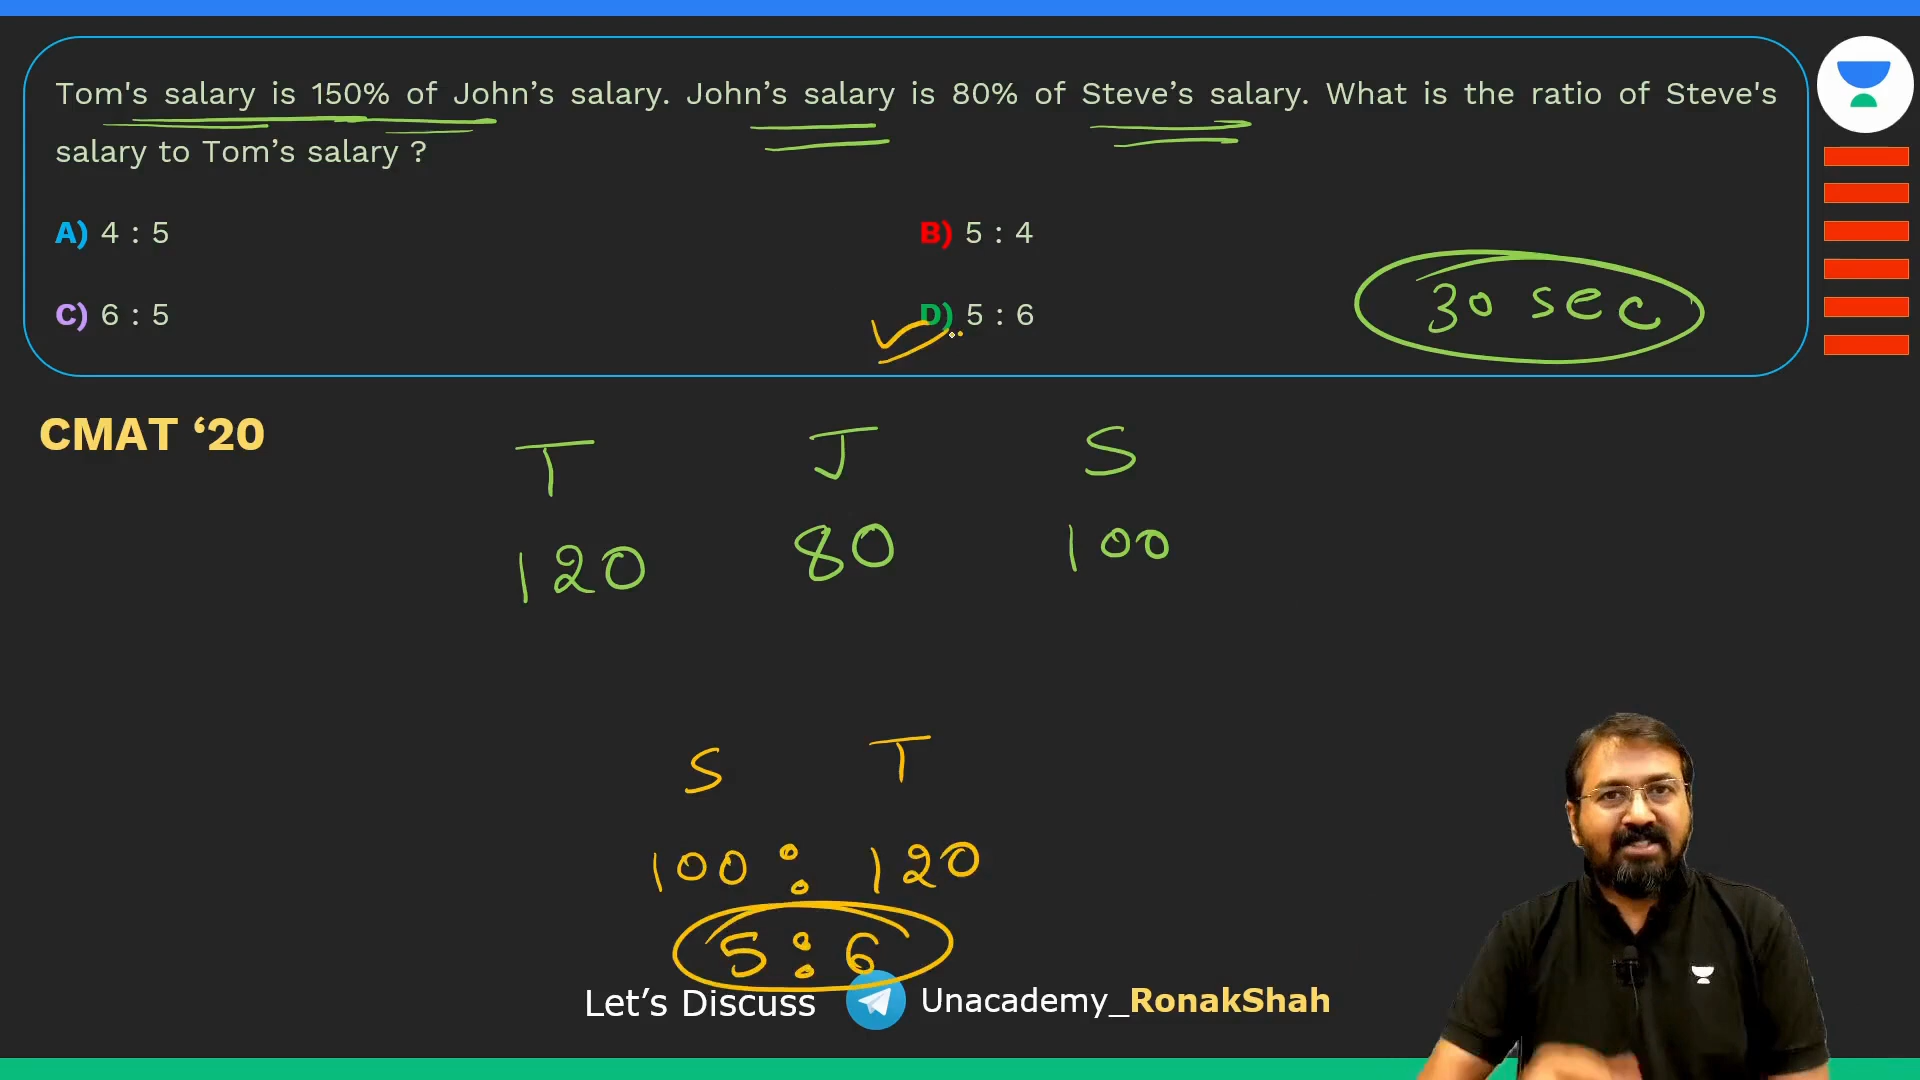 Tom's salary is 150% of John’s salary. John’s salary is 80% of Steve’s salary. What is the ratio of Steve's
salary to Tom’s salary ?
A) 4 : 5
B) 5 : 4
C) 6 : 5
D) 5 : 6
30 sec
CMAT ‘20
T J S
120 80 100
S T
100 : 120
5 : 6
Let’s Discuss Unacademy_RonakShah